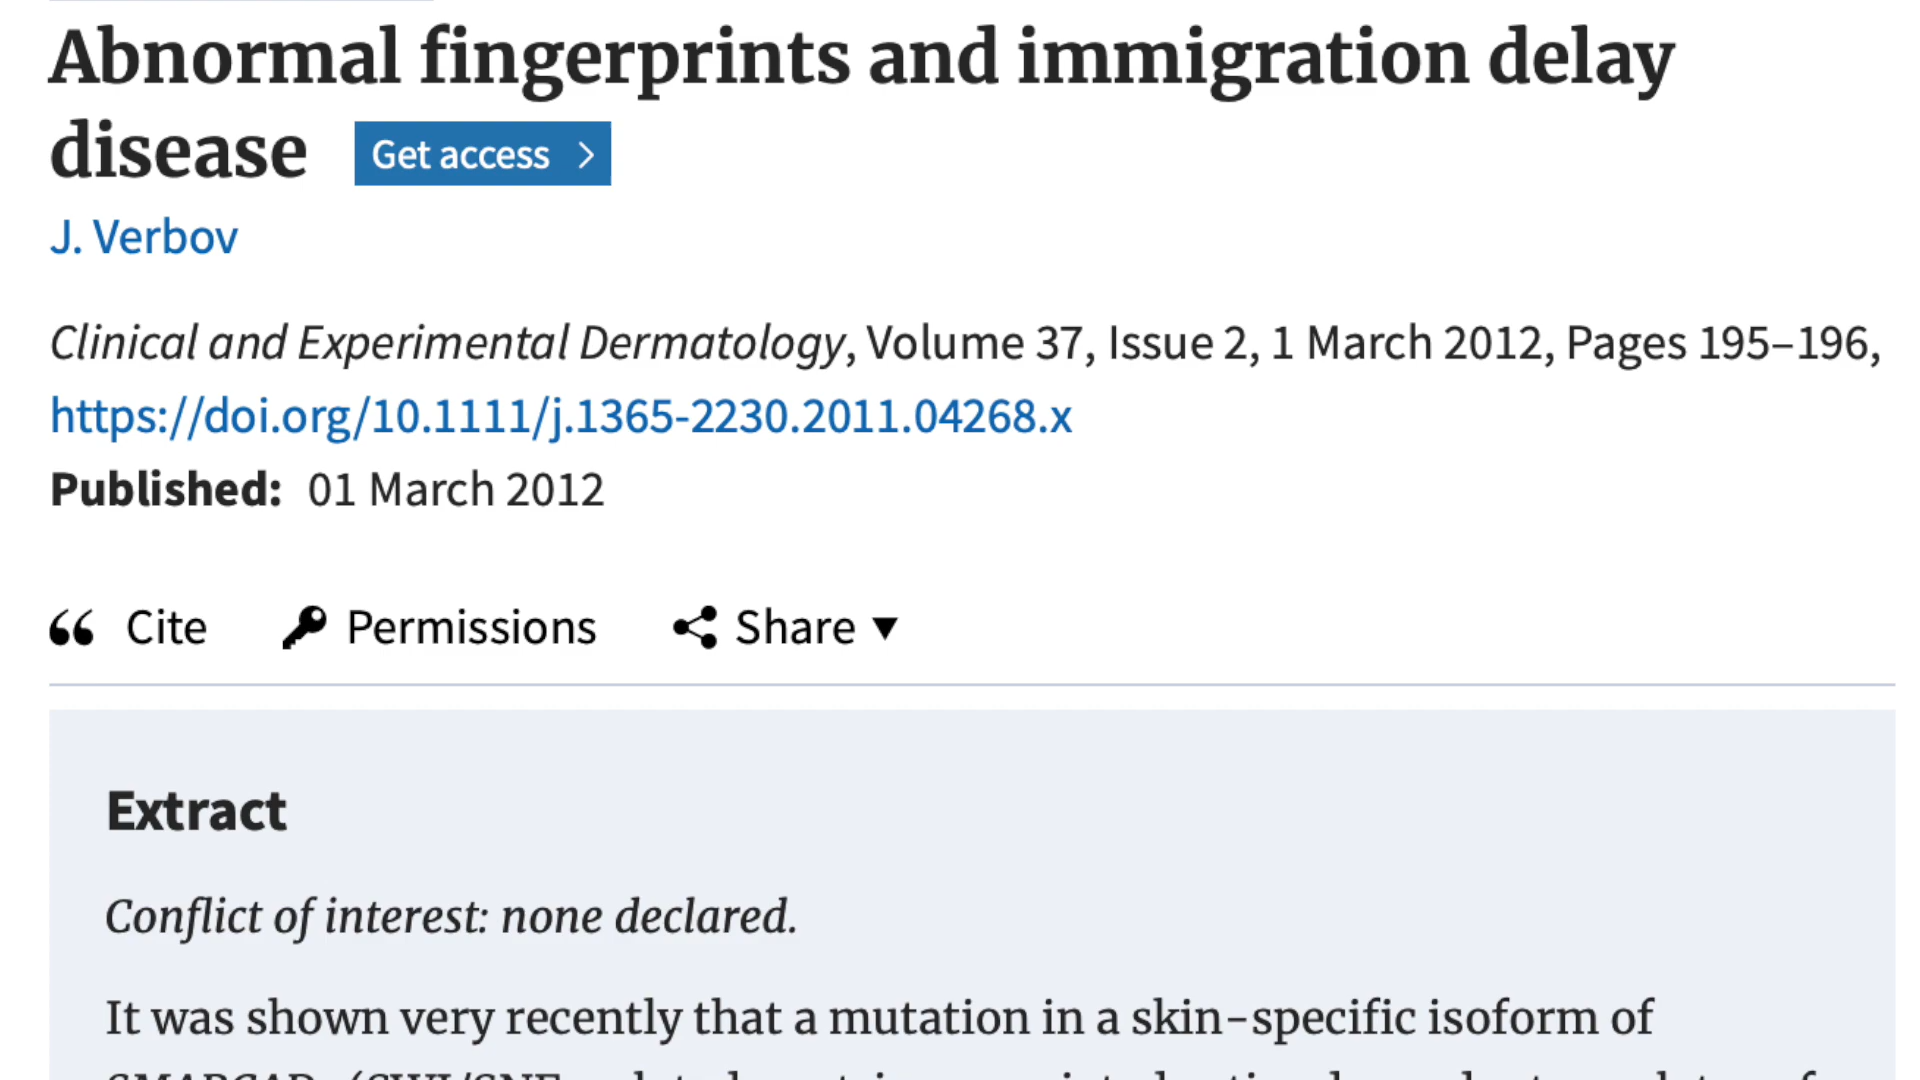 Abnormal fingerprints and immigration delay
disease Get access
J. Verbov
Clinical and Experimental Dermatology, Volume 37, Issue 2, 1 March 2012, Pages 195–196,
https://doi.org/10.1111/j.1365-2230.2011.04268.x
Published: 01 March 2012
Cite Permissions Share
Extract
Conflict of interest: none declared.
It was shown very recently that a mutation in a skin-specific isoform of